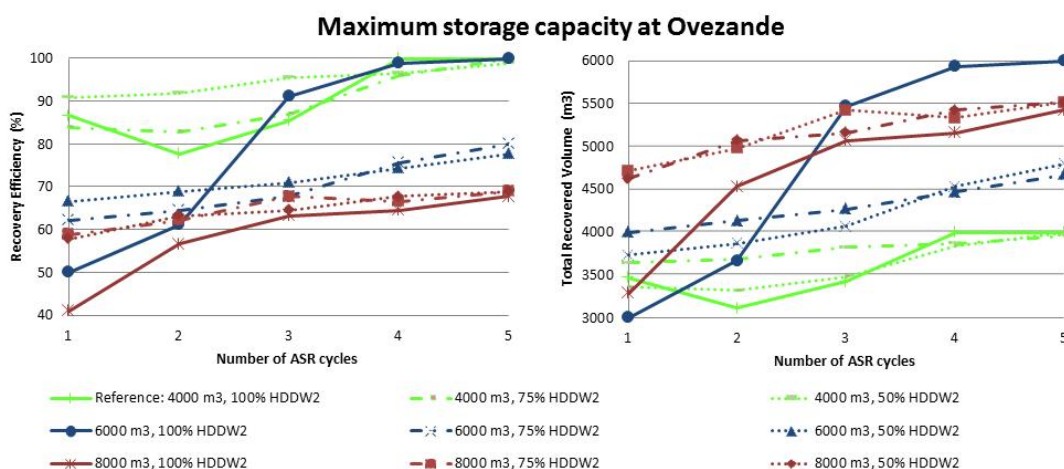 Maximum storage capacity at Ovezande
Recovery Efficiency (%)
100
90
80
70
60
50
40
1 2 3 4 5
Number of ASR cycles
Total Recovered Volume (m3)
6000
5500
5000
4500
4000
3500
3000
1 2 3 4 5
Number of ASR cycles
Reference: 4000 m3, 100% HDDW2
4000 m3, 75% HDDW2
4000 m3, 50% HDDW2
6000 m3, 100% HDDW2
6000 m3, 75% HDDW2
6000 m3, 50% HDDW2
8000 m3, 100% HDDW2
8000 m3, 75% HDDW2
8000 m3, 50% HDDW2